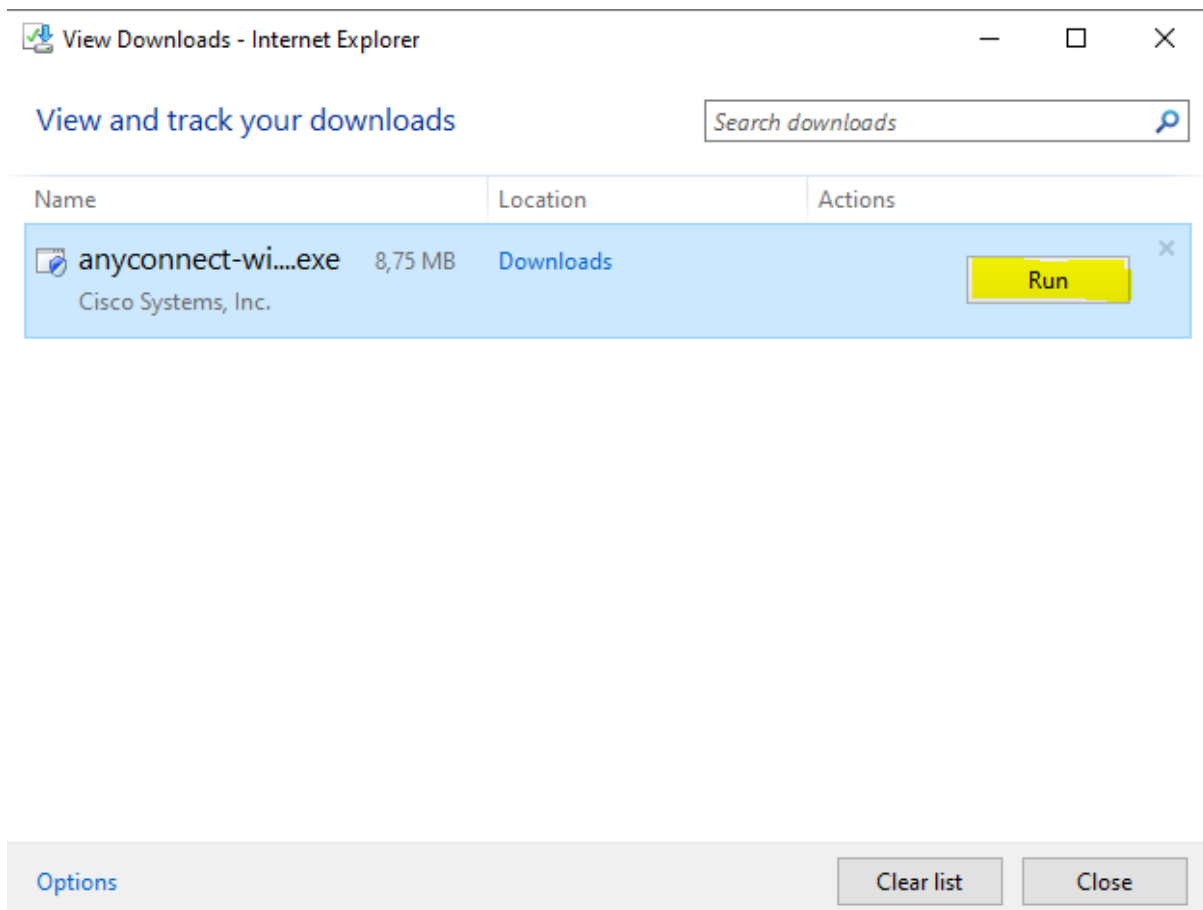 View Downloads - Internet Explorer
View and track your downloads
Search downloads
Name Location Actions
anyconnect-wi....exe 8,75 MB Downloads Run
Cisco Systems, Inc.
Options Clear list Close